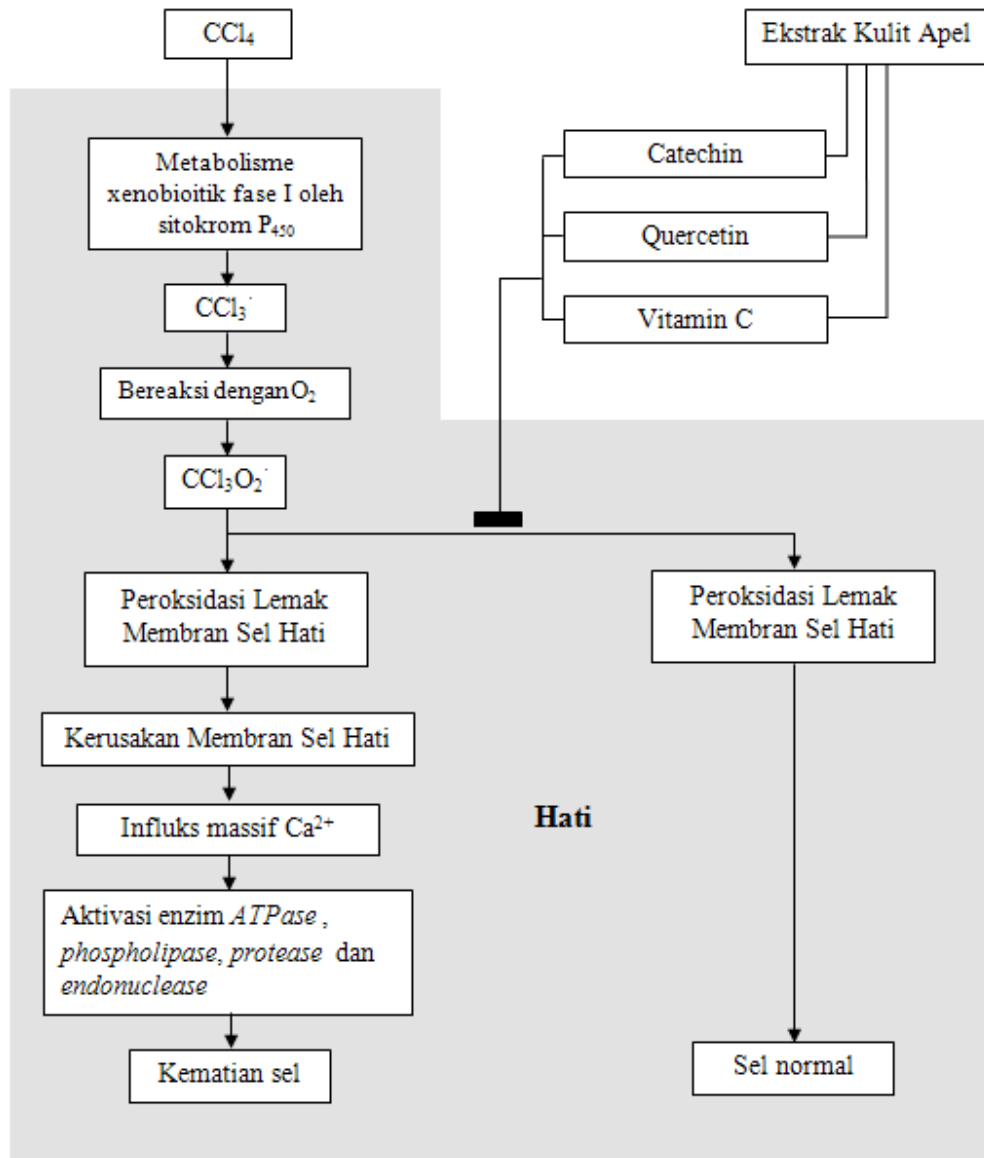 CCl₄
Ekstrak Kulit Apel
Metabolisme
xenobioitik fase I oleh
sitokrom P₄₅₀
Catechin
Quercetin
Vitamin C
CCl₃˙
Bereaksi dengan O₂
CCl₃O₂˙
Peroksidasi Lemak
Membran Sel Hati
Peroksidasi Lemak
Membran Sel Hati
Kerusakan Membran Sel Hati
Influks massif Ca²⁺
Hati
Aktivasi enzim ATPase ,
phospholipase, protease dan
endonuclease
Kematian sel
Sel normal